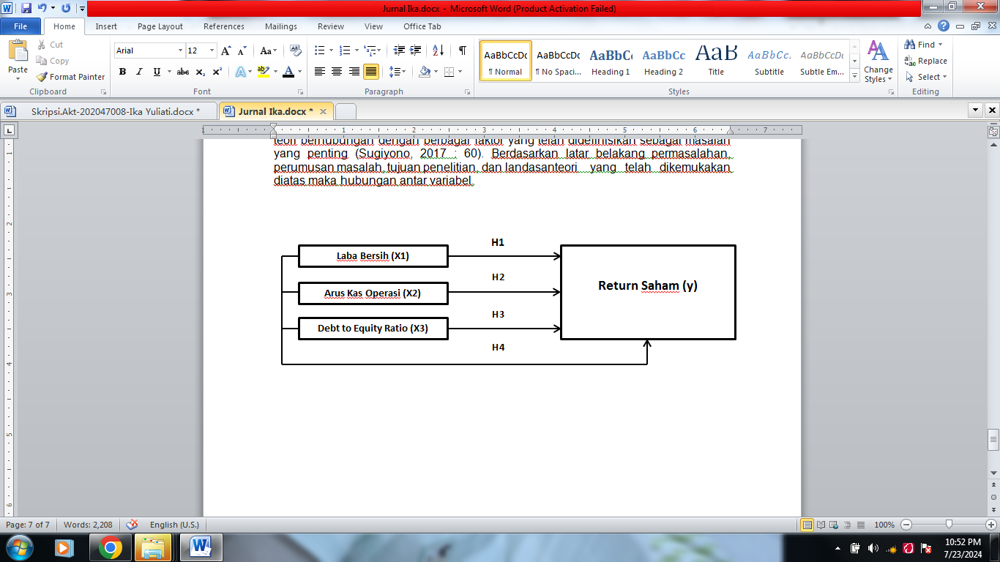 Jurnal Ika.docx - Microsoft Word (Product Activation Failed)
File Home Insert Page Layout References Mailings Review View Office Tab
Paste
Cut
Copy
Format Painter
Clipboard
Arial 12
Font
Paragraph
AaBbCcDc AaBbCcDc AaBbC AaBbCc AaB AaBbCc. AaBbCcDc
¶ Normal ¶ No Spaci... Heading 1 Heading 2 Title Subtitle Subtle Em...
Change
Styles
Styles
Find
Replace
Select
Editing
Skripsi.Akt-202047008-Ika Yuliati.docx * Jurnal Ika.docx *
teori berhubungan dengan berbagai faktor yang telah didefinisikan sebagai masalah
yang penting (Sugiyono, 2017 : 60). Berdasarkan latar belakang permasalahan,
perumusan masalah, tujuan penelitian, dan landasanteori yang telah dikemukakan
diatas maka hubungan antar variabel.
H1
Laba Bersih (X1)
H2
Return Saham (y)
Arus Kas Operasi (X2)
H3
Debt to Equity Ratio (X3)
H4
Page: 7 of 7 Words: 2,208 English (U.S.) 100%
10:52 PM
7/23/2024